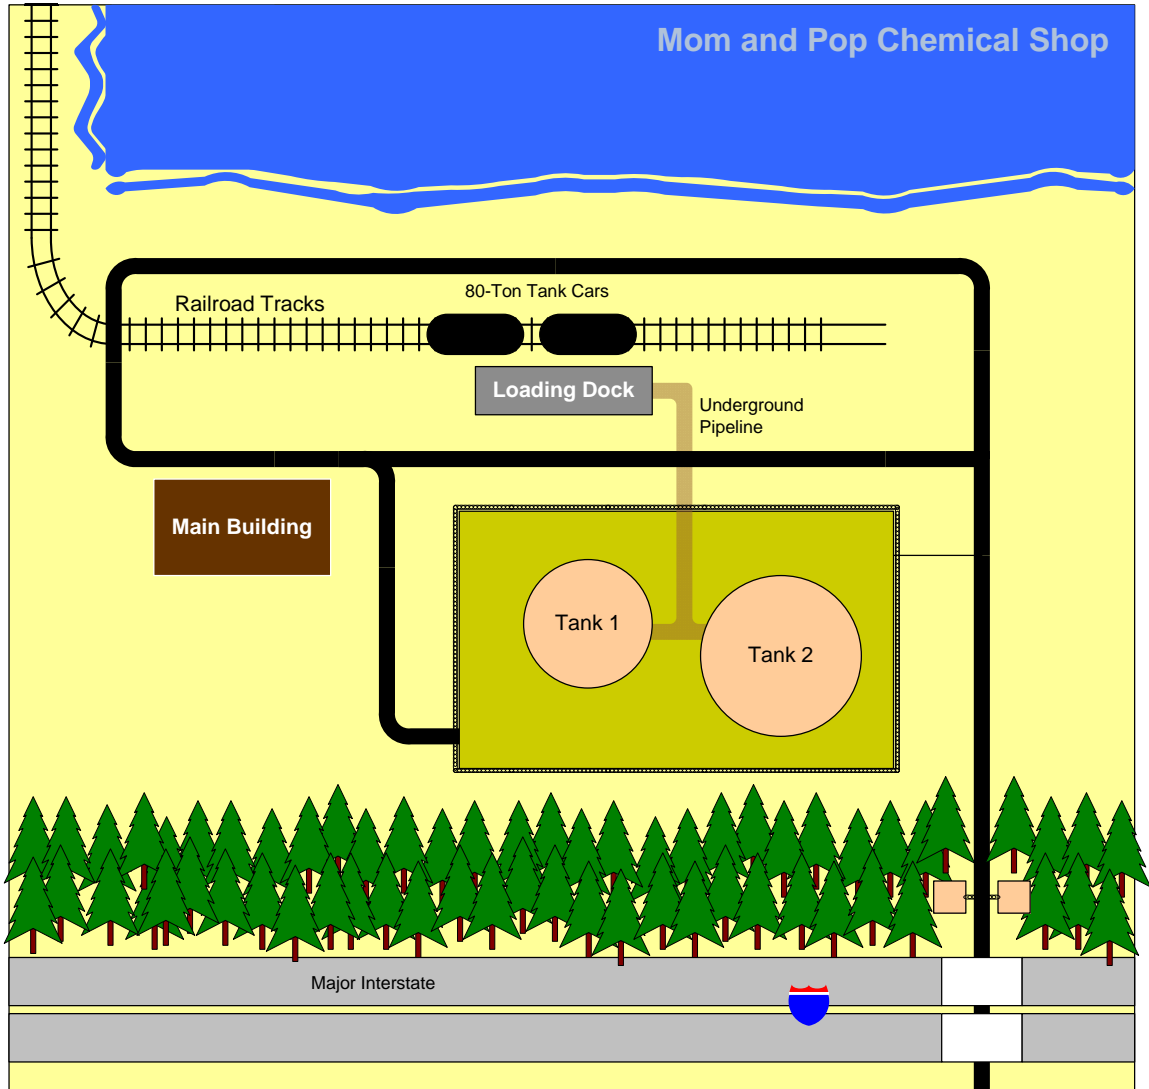 Mom and Pop Chemical Shop
80-Ton Tank Cars
Railroad Tracks
Loading Dock
Underground
Pipeline
Main Building
Tank 1
Tank 2
Major Interstate